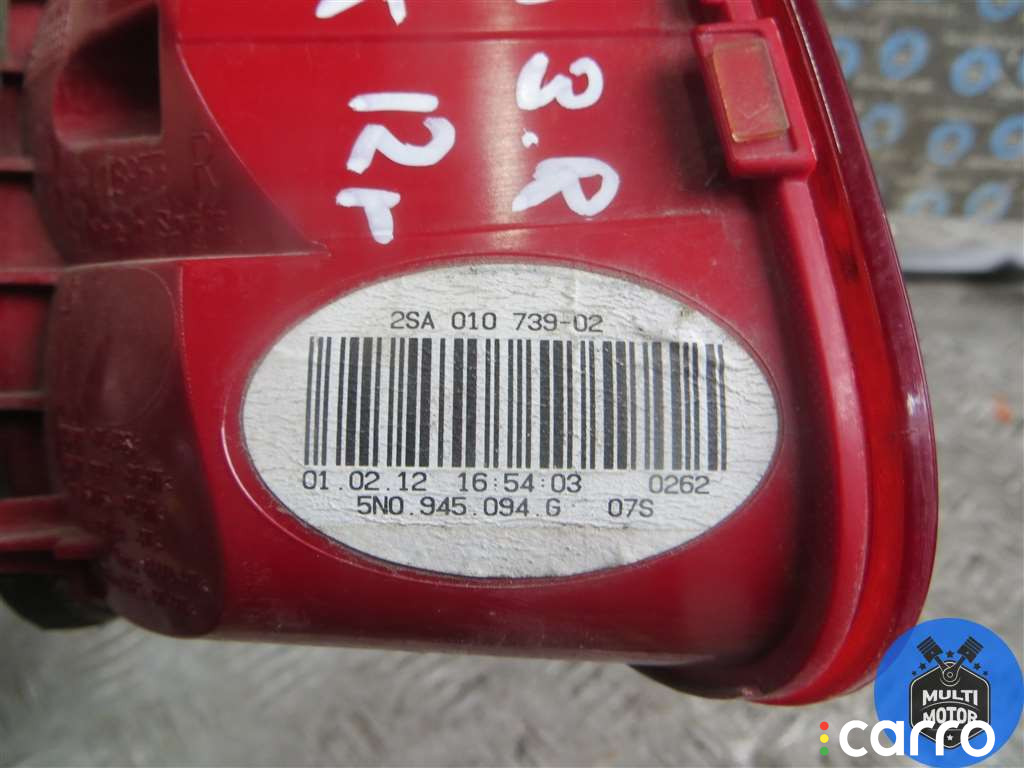 3.R
12г
R
2SA 010 739-02
01.02.12 16:54:03 0262
5N0.945.094.G 07S
MULTI
MOTOR
carro